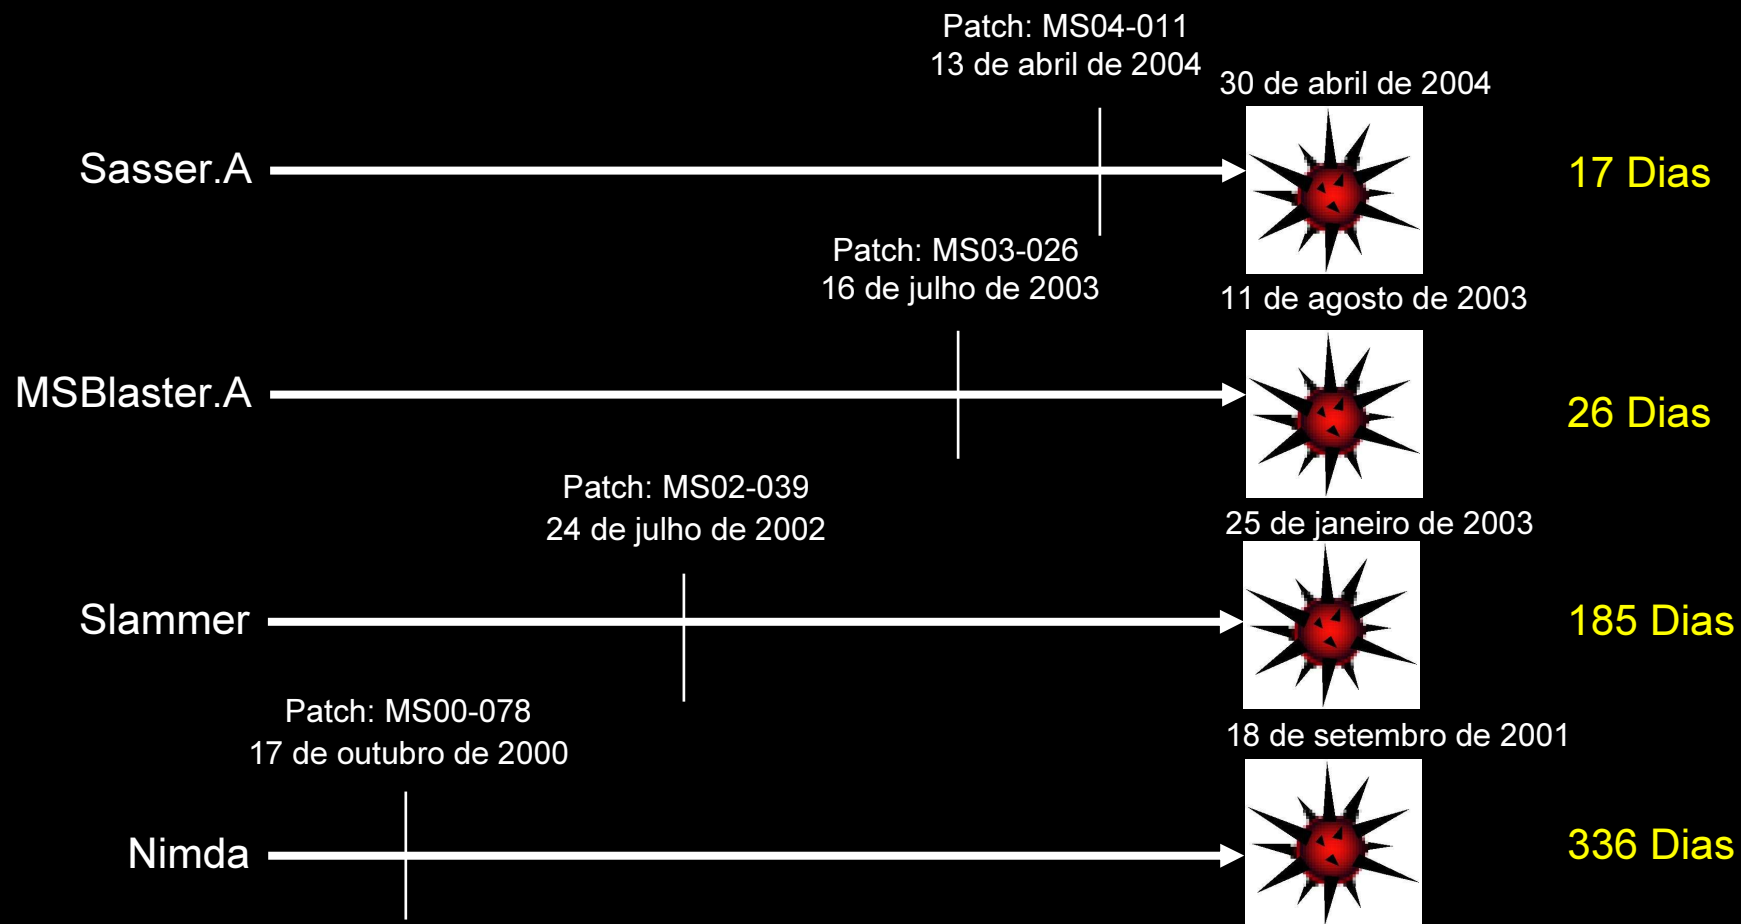 Patch: MS04-011
13 de abril de 2004
30 de abril de 2004
Sasser.A
17 Dias
Patch: MS03-026
16 de julho de 2003
11 de agosto de 2003
MSBlaster.A
26 Dias
Patch: MS02-039
24 de julho de 2002
25 de janeiro de 2003
Slammer
185 Dias
Patch: MS00-078
17 de outubro de 2000
18 de setembro de 2001
Nimda
336 Dias